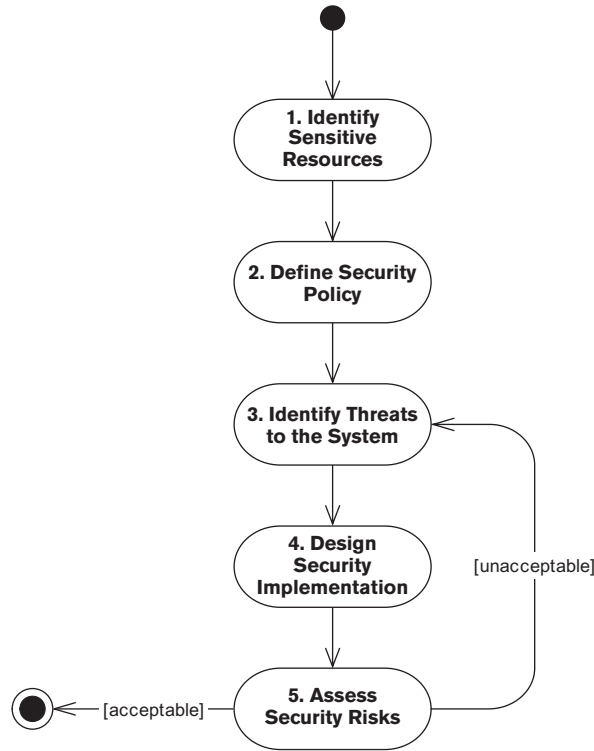 1. Identify
Sensitive
Resources
2. Define Security
Policy
3. Identify Threats
to the System
4. Design
Security
Implementation
[unacceptable]
5. Assess
Security Risks
[acceptable]